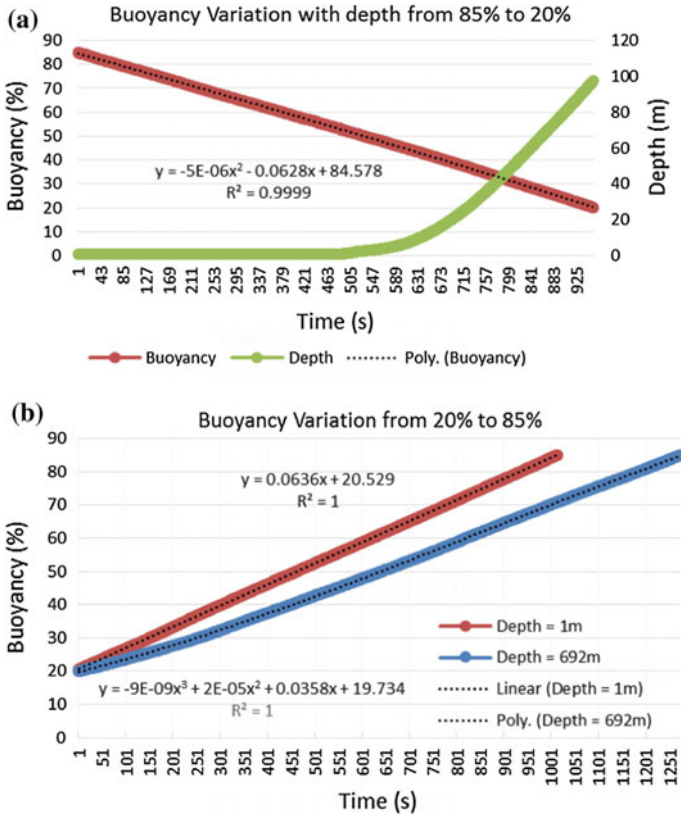 (a)
Buoyancy Variation with depth from 85% to 20%
90
80
70
60
50
40
30
20
10
0
Buoyancy (%)
y = -5E-06x² - 0.0628x + 84.578
R² = 0.9999
120
100
80
60
40
20
0
Depth (m)
1 43 85 127 169 211 253 295 337 379 421 463 505 547 589 631 673 715 757 799 841 883 925
Time (s)
Buoyancy Depth Poly. (Buoyancy)
(b)
Buoyancy Variation from 20% to 85%
90
80
70
60
50
40
30
20
10
0
Buoyancy (%)
y = 0.0636x + 20.529
R² = 1
Depth = 1m
Depth = 692m
Linear (Depth = 1m)
Poly. (Depth = 692m)
y = -9E-09x³ + 2E-05x² + 0.0358x + 19.734
R² = 1
1 51 101 151 201 251 301 351 401 451 501 551 601 651 701 751 801 851 901 951 1001 1051 1101 1151 1201 1251
Time (s)